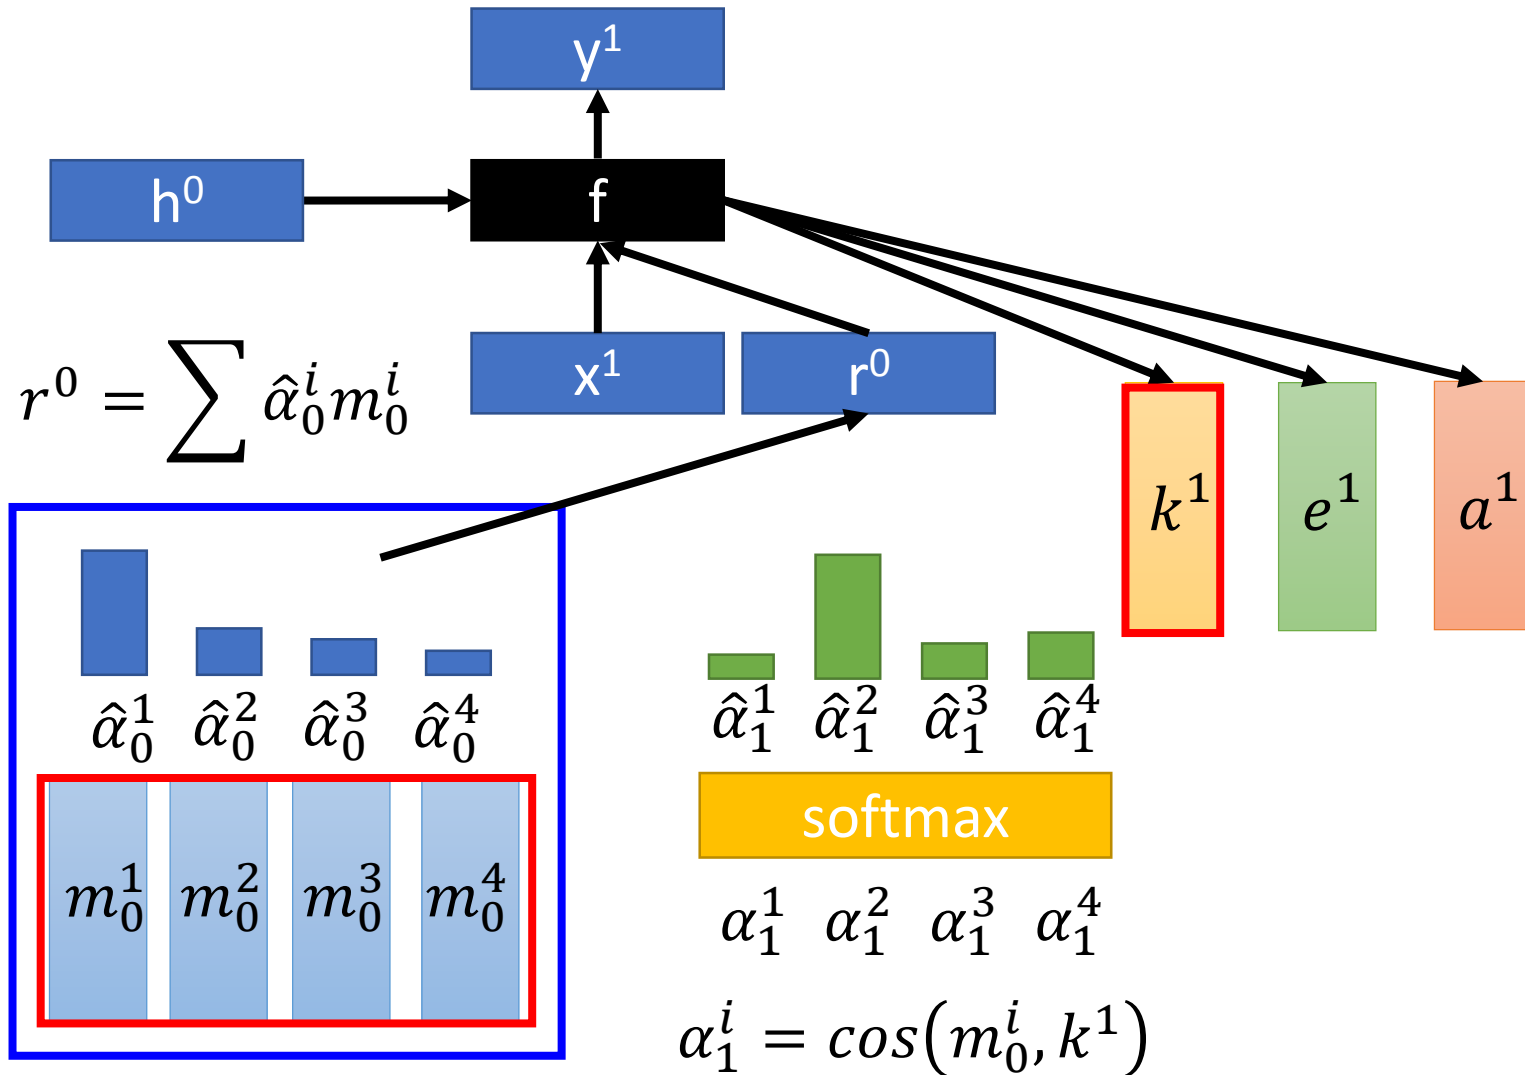 y¹
h⁰
f
r⁰ = ∑ α̂₀ⁱ m₀ⁱ
x¹
r⁰
k¹
e¹
a¹
α̂₀¹ α̂₀² α̂₀³ α̂₀⁴
α̂₁¹ α̂₁² α̂₁³ α̂₁⁴
softmax
m₀¹ m₀² m₀³ m₀⁴
α₁¹ α₁² α₁³ α₁⁴
α₁ⁱ = cos(m₀ⁱ, k¹)